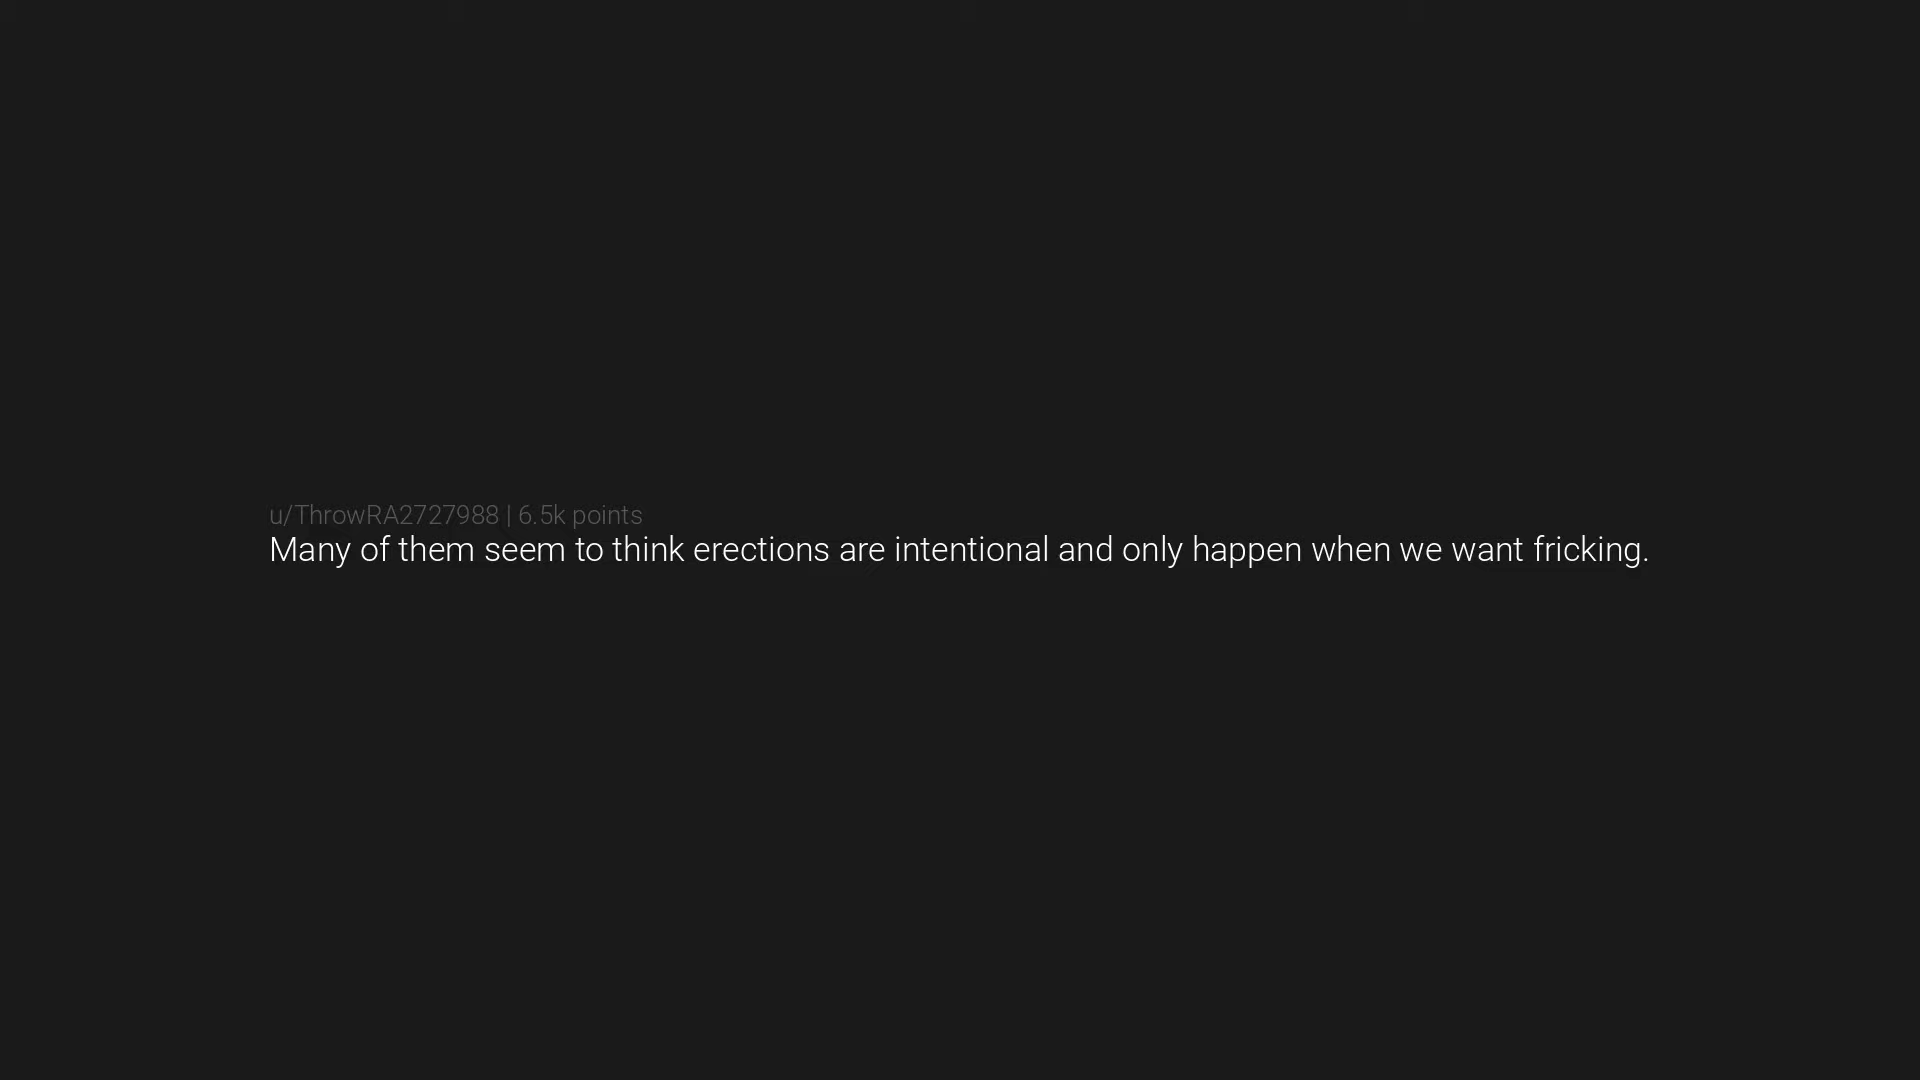 u/ThrowRA2727988 | 6.5k points
Many of them seem to think erections are intentional and only happen when we want fricking.